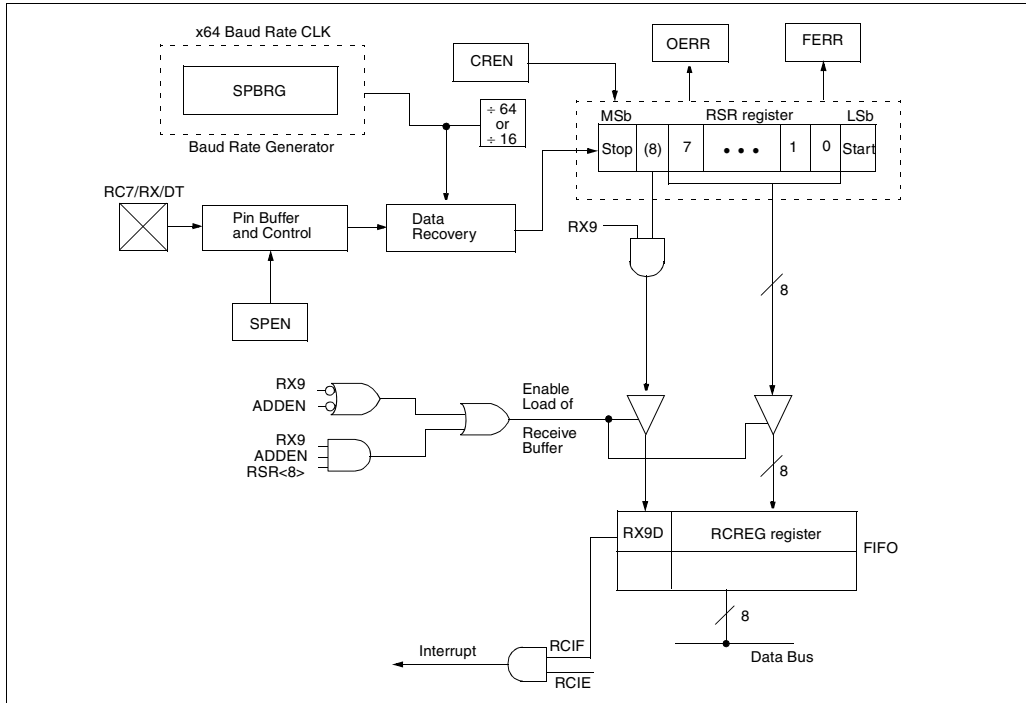 x64 Baud Rate CLK
SPBRG
Baud Rate Generator
CREN
OERR
FERR
÷ 64
or
÷ 16
MSb
RSR register
LSb
Stop
(8)
7
• • •
1
0
Start
RC7/RX/DT
Pin Buffer
and Control
Data
Recovery
SPEN
RX9
8
RX9
ADDEN
RX9
ADDEN
RSR<8>
Enable
Load of
Receive
Buffer
8
RX9D
RCREG register
FIFO
8
Data Bus
Interrupt
RCIF
RCIE